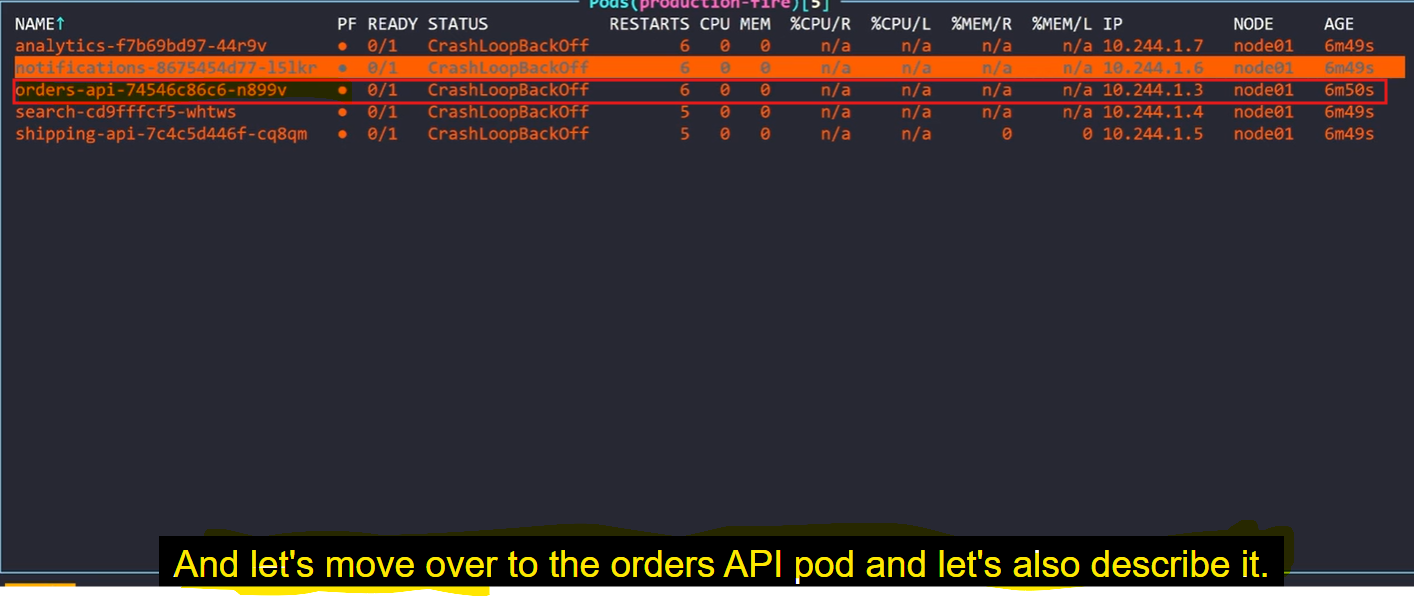 Pods(production-fire)[5]
NAME↑ PF READY STATUS RESTARTS CPU MEM %CPU/R %CPU/L %MEM/R %MEM/L IP NODE AGE
analytics-f7b69bd97-44r9v ● 0/1 CrashLoopBackOff 6 0 0 n/a n/a n/a n/a 10.244.1.7 node01 6m49s
notifications-8675454d77-l5lkr ● 0/1 CrashLoopBackOff 6 0 0 n/a n/a n/a n/a 10.244.1.6 node01 6m49s
orders-api-74546c86c6-n899v ● 0/1 CrashLoopBackOff 6 0 0 n/a n/a n/a n/a 10.244.1.3 node01 6m50s
search-cd9fffcf5-whtws ● 0/1 CrashLoopBackOff 5 0 0 n/a n/a n/a n/a 10.244.1.4 node01 6m49s
shipping-api-7c4c5d446f-cq8qm ● 0/1 CrashLoopBackOff 5 0 0 n/a n/a 0 0 10.244.1.5 node01 6m49s
And let's move over to the orders API pod and let's also describe it.